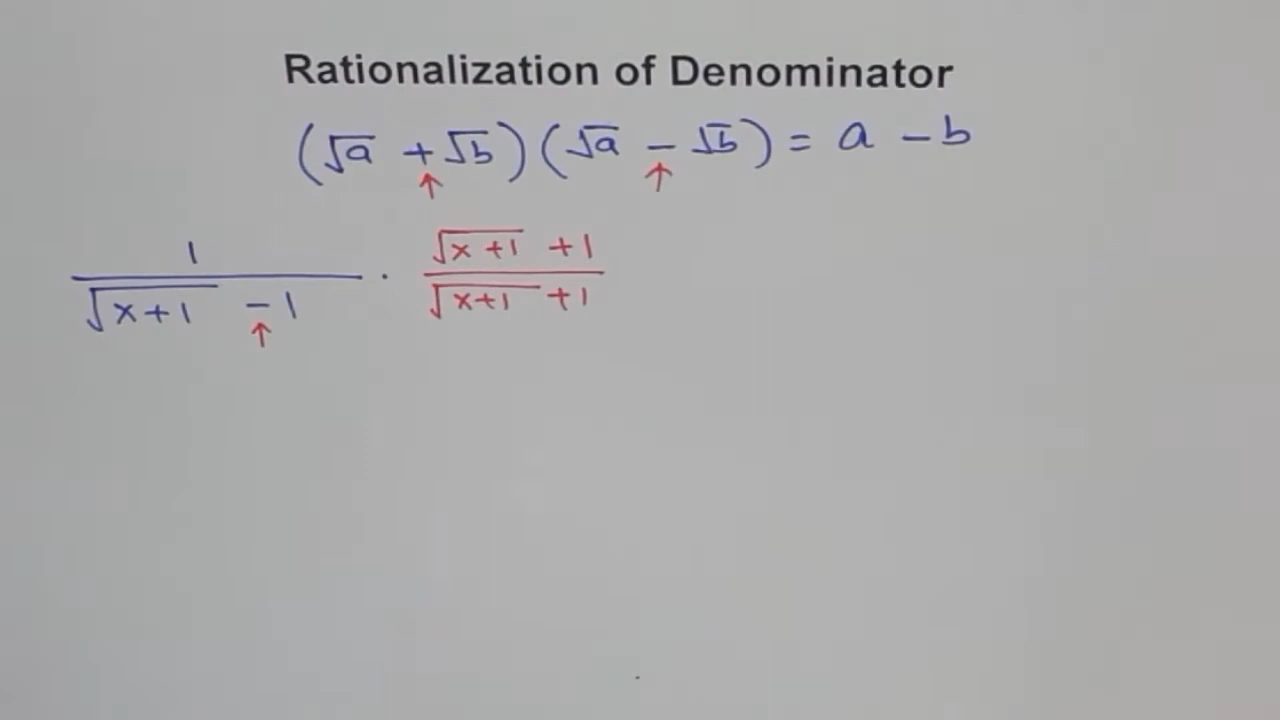 Rationalization of Denominator
(√a + √b)(√a − √b) = a − b
↑ ↑
1/(√(x+1) − 1) · (√(x+1) + 1)/(√(x+1) + 1)
↑